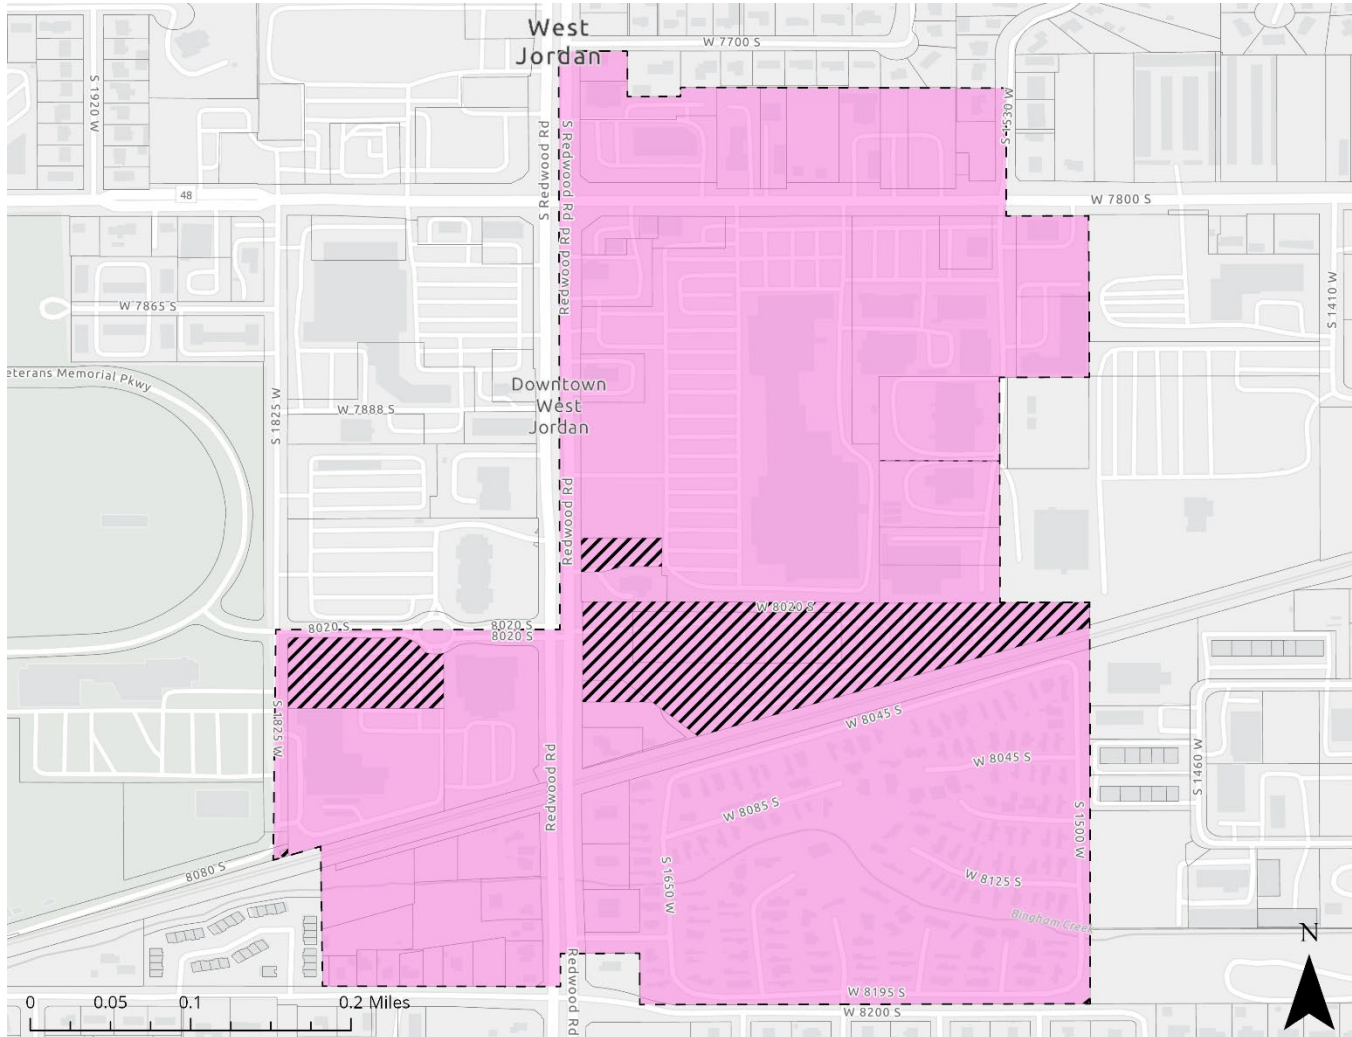 West
Jordan
W 7700 S
S 1920 W
S Redwood Rd
S Redwood Rd
S 1530 W
48
W 7800 S
Redwood Rd
W 7865 S
S 1410 W
eterans Memorial Pkwy
Downtown
West
Jordan
S 1825 W
W 7888 S
Redwood Rd
W 8020 S
8020 S
8020 S
8020 S
S 1825 W
W 8045 S
W 8045 S
S 1460 W
Redwood Rd
W 8085 S
S 1500 W
8080 S
S 1650 W
W 8125 S
Bingham Creek
N
Redwood Rd
0 0.05 0.1 0.2 Miles
W 8195 S
W 8200 S